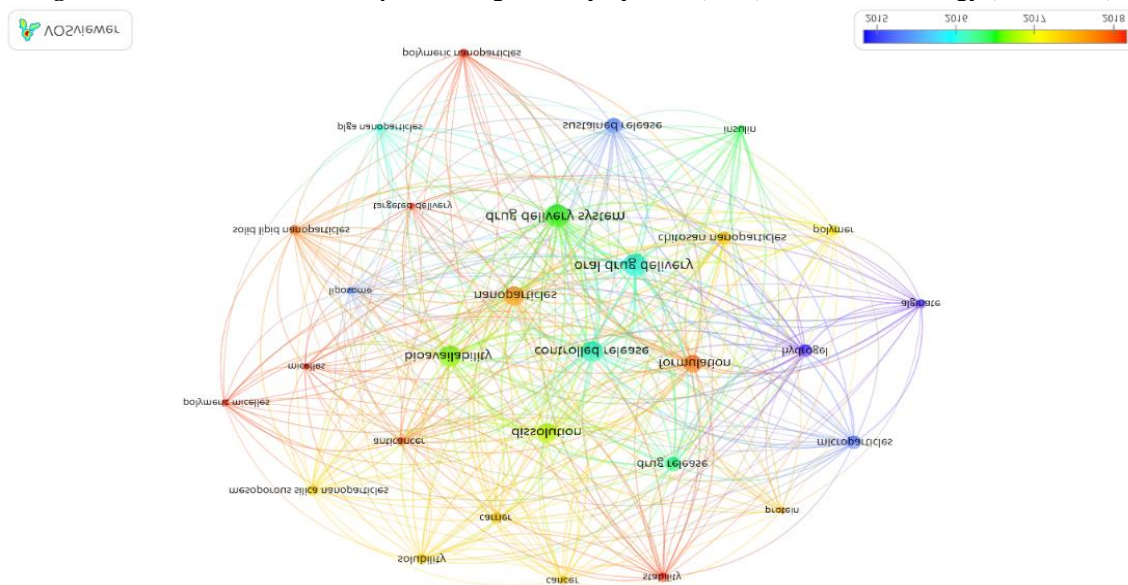 VOSviewer
2015 2016 2017 2018
polymeric nanoparticles
plga nanoparticles
sustained release
insulin
targeted delivery
drug delivery system
solid lipid nanoparticles
chitosan nanoparticles
polymer
oral drug delivery
liposome
nanoparticles
alginate
bioavailability
controlled release
formulation
hydrogel
micelles
polymeric micelles
anticancer
dissolution
microparticles
drug release
mesoporous silica nanoparticles
carrier
protein
solubility
cancer
stability